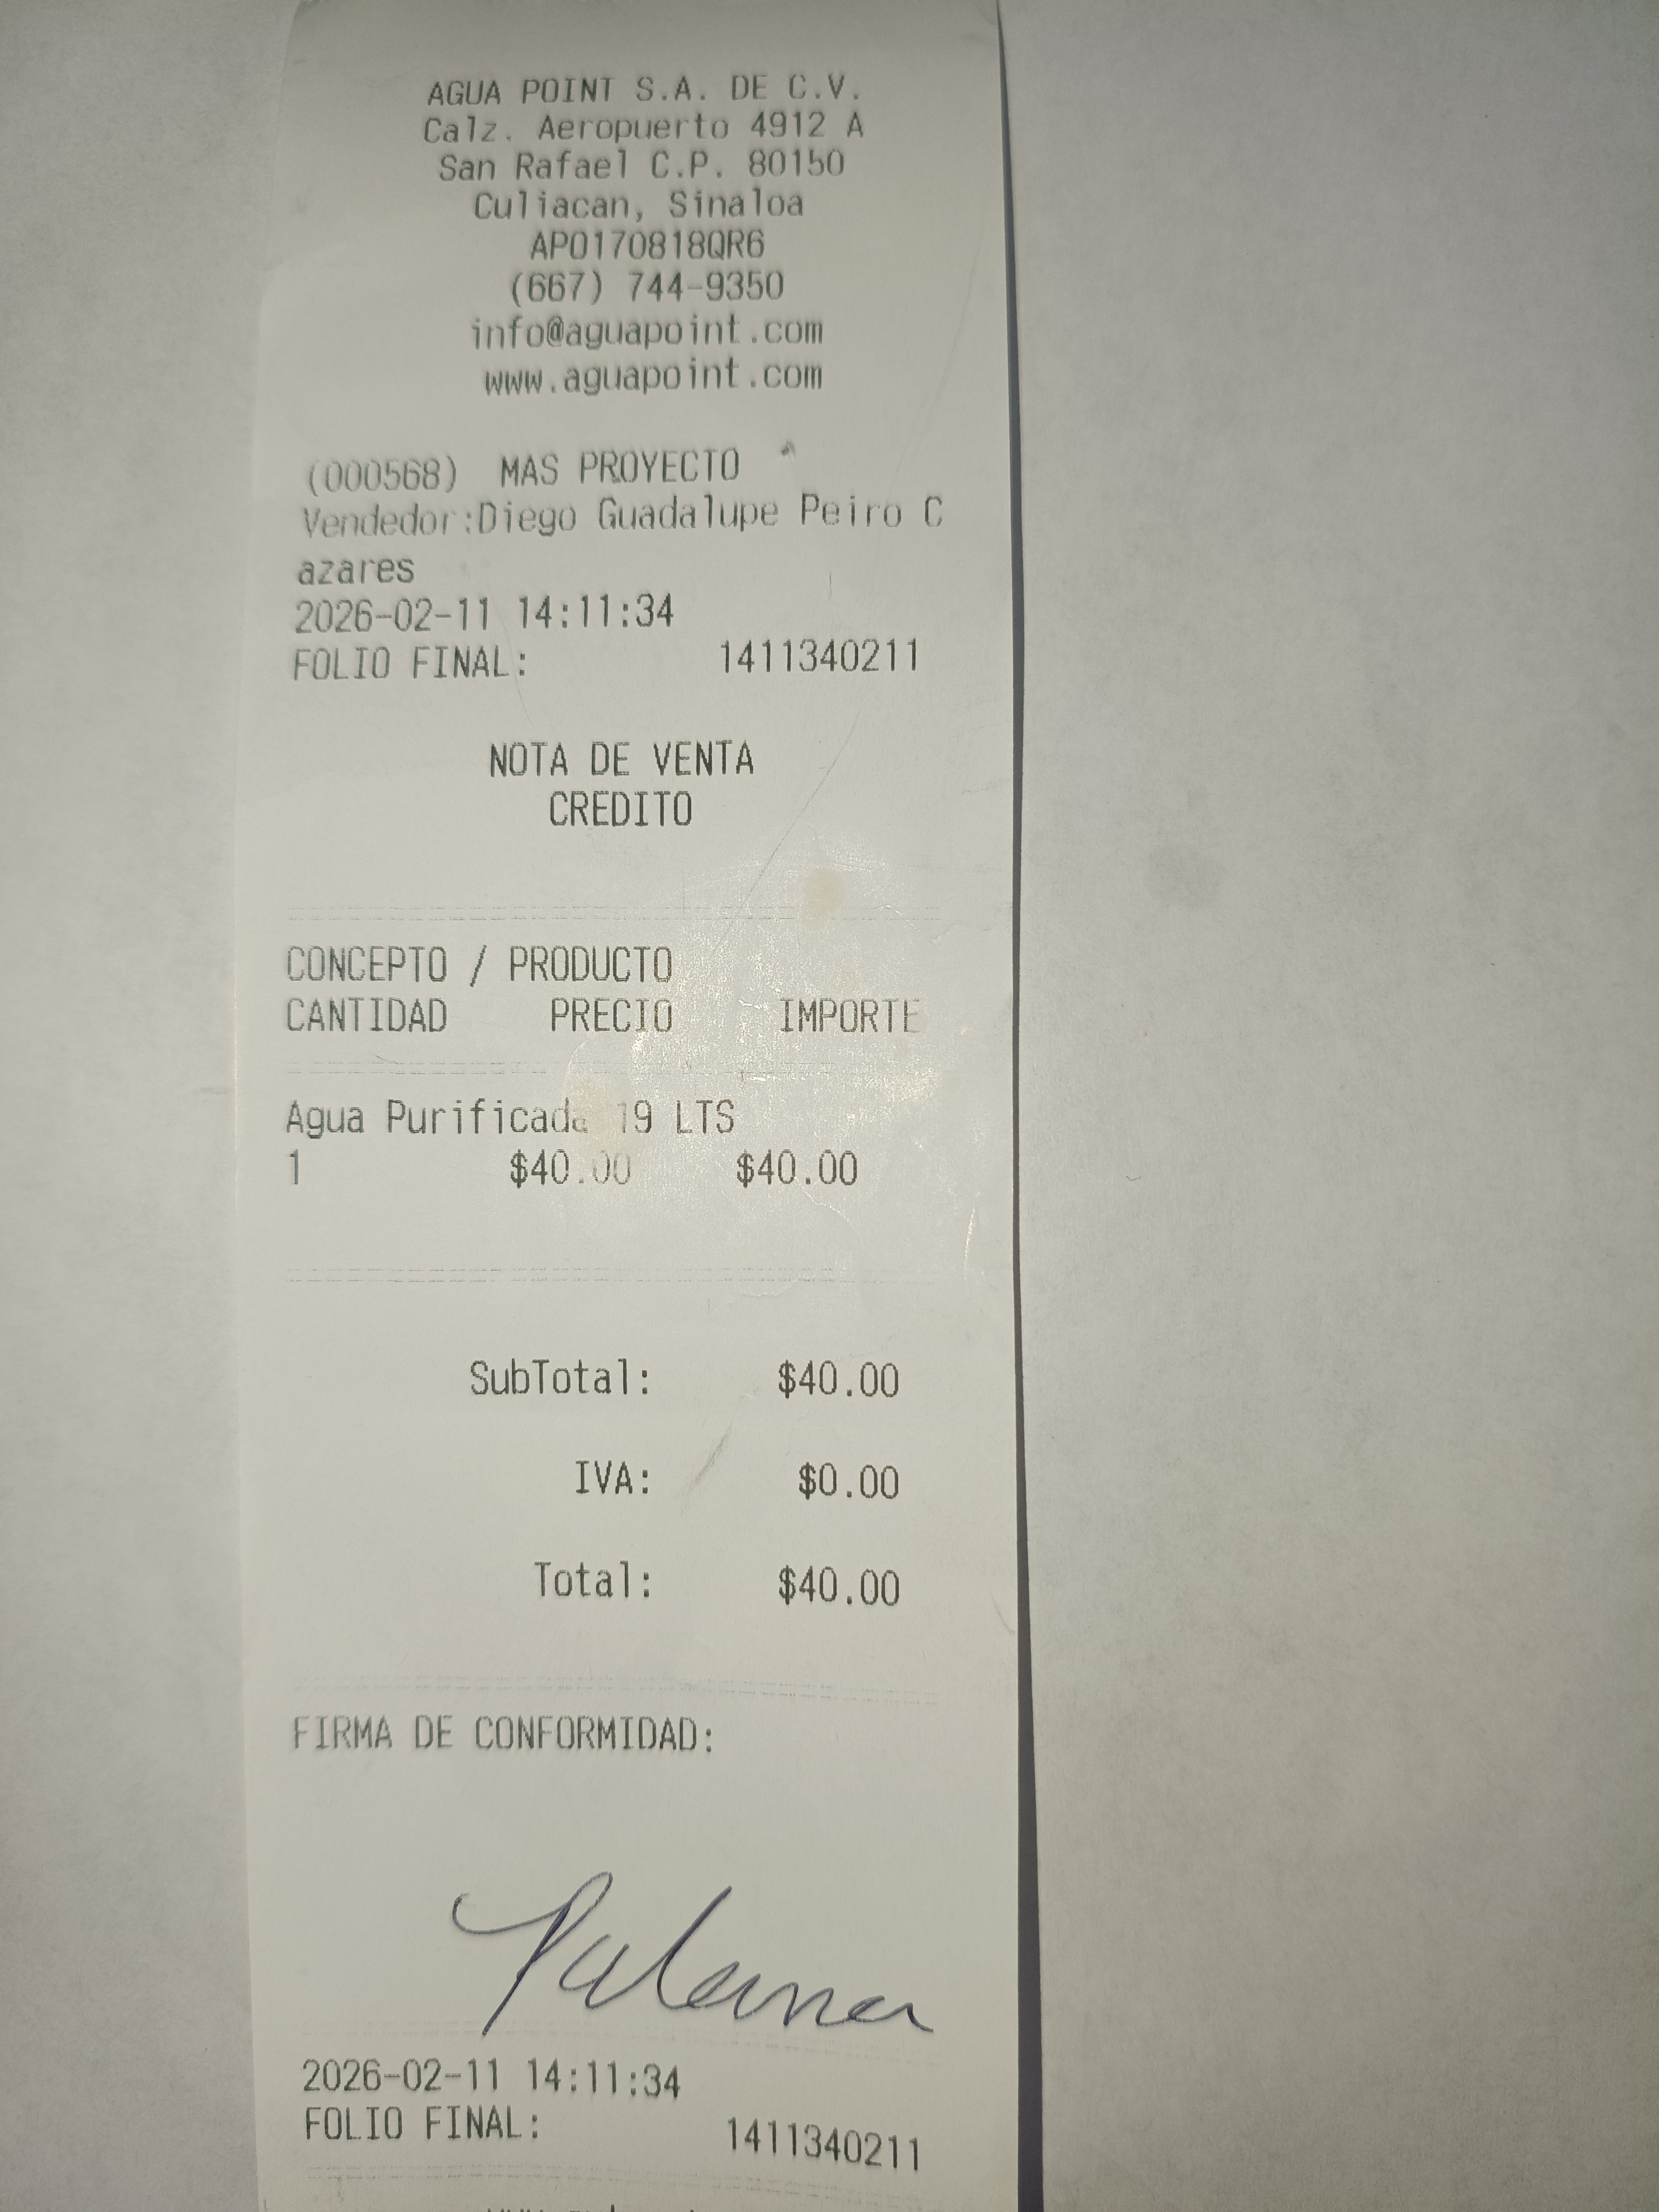 AGUA POINT S.A. DE C.V.
Calz. Aeropuerto 4912 A
San Rafael C.P. 80150
Culiacan, Sinaloa
APO170818QR6
(667) 744-9350
info@aguapoint.com
www.aguapoint.com
(000568) MAS PROYECTO
Vendedor:Diego Guadalupe Peiro C
azares
2026-02-11 14:11:34
FOLIO FINAL: 1411340211
NOTA DE VENTA
CREDITO
CONCEPTO / PRODUCTO
CANTIDAD PRECIO IMPORTE
Agua Purificada 19 LTS
1 $40.00 $40.00
SubTotal: $40.00
IVA: $0.00
Total: $40.00
FIRMA DE CONFORMIDAD:
2026-02-11 14:11:34
FOLIO FINAL: 1411340211